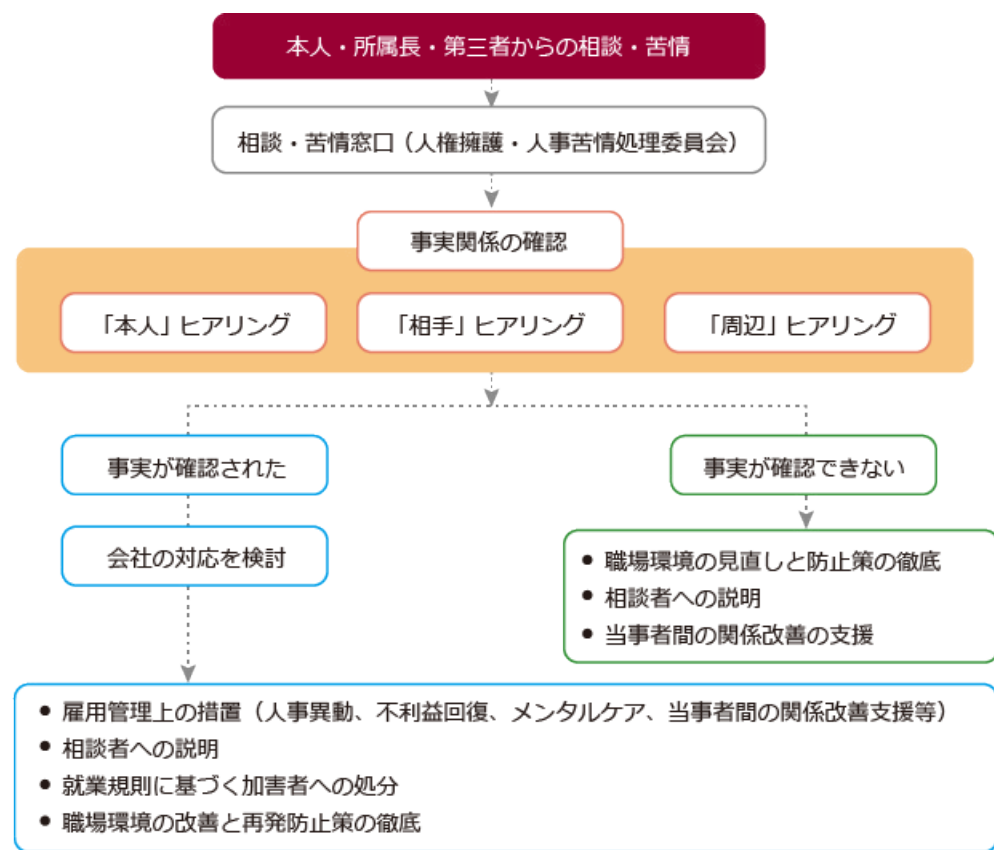 本人・所属長・第三者からの相談・苦情
相談・苦情窓口（人権擁護・人事苦情処理委員会）
事実関係の確認
「本人」ヒアリング
「相手」ヒアリング
「周辺」ヒアリング
事実が確認された
事実が確認できない
会社の対応を検討
● 職場環境の見直しと防止策の徹底
● 相談者への説明
● 当事者間の関係改善の支援
● 雇用管理上の措置（人事異動、不利益回復、メンタルケア、当事者間の関係改善支援等）
● 相談者への説明
● 就業規則に基づく加害者への処分
● 職場環境の改善と再発防止策の徹底